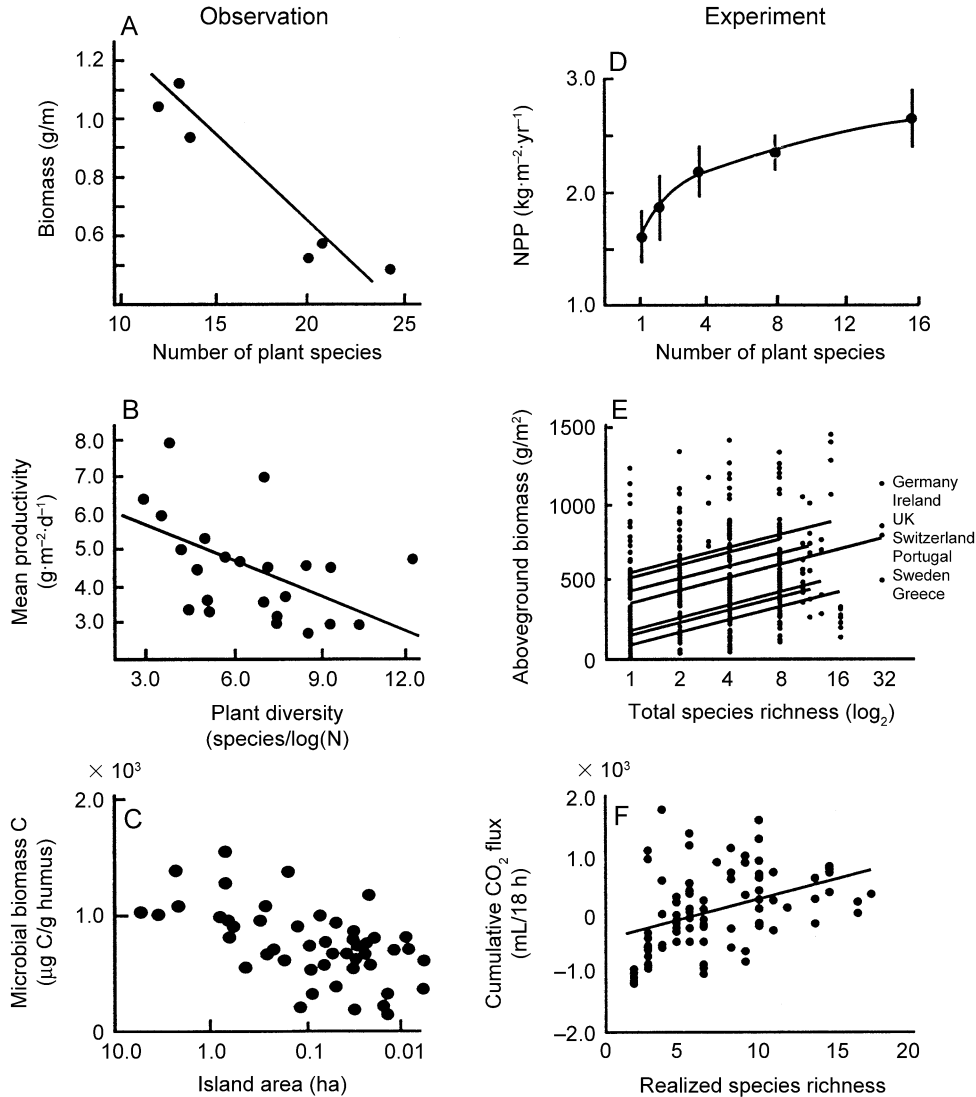 Observation
Experiment
A
1.2
1.0
0.8
0.6
Biomass (g/m)
10 15 20 25
Number of plant species
D
3.0
2.0
1.0
NPP (kg·m⁻²·yr⁻¹)
1 4 8 12 16
Number of plant species
B
8.0
7.0
6.0
5.0
4.0
3.0
Mean productivity
(g·m⁻²·d⁻¹)
3.0 6.0 9.0 12.0
Plant diversity
(species/log(N)
E
1500
1000
500
0
Aboveground biomass (g/m²)
Germany
Ireland
UK
Switzerland
Portugal
Sweden
Greece
1 2 4 8 16 32
Total species richness (log₂)
× 10³
C
2.0
1.0
0
Microbial biomass C
(μg C/g humus)
10.0 1.0 0.1 0.01
Island area (ha)
× 10³
F
2.0
1.0
0
–1.0
–2.0
Cumulative CO₂ flux
(mL/18 h)
0 5 10 15 20
Realized species richness